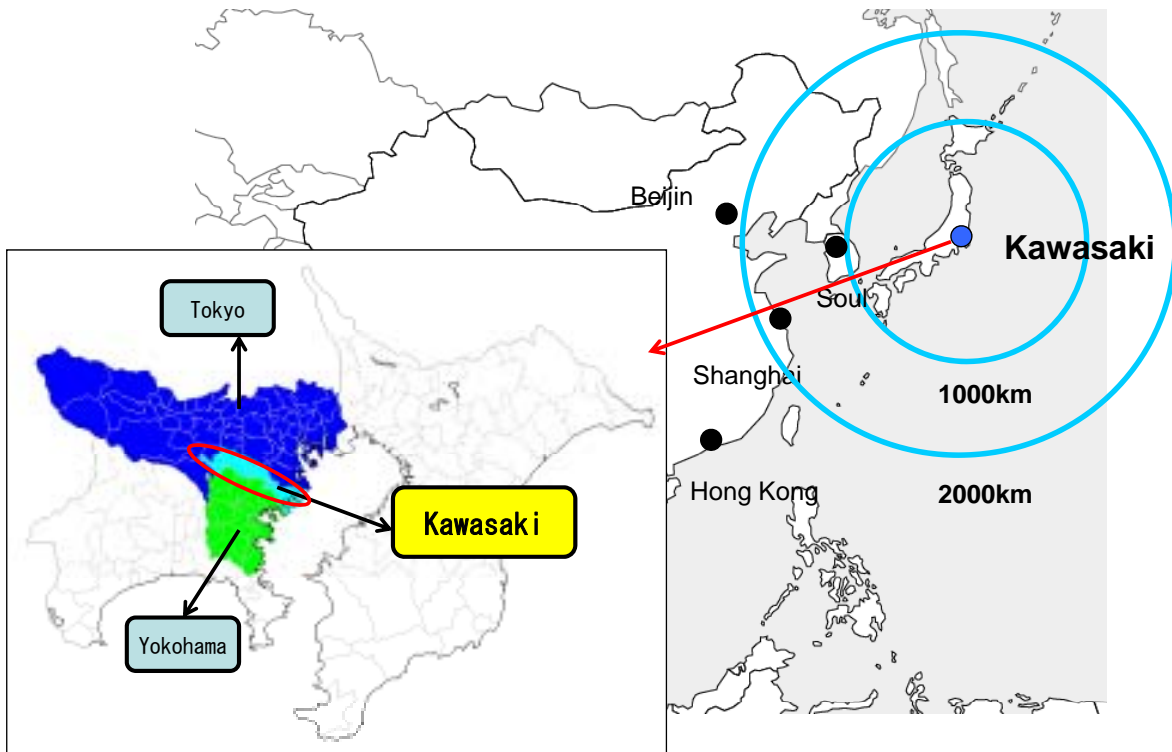 Beijin
Kawasaki
Soul
Shanghai
1000km
Hong Kong
2000km
Tokyo
Kawasaki
Yokohama